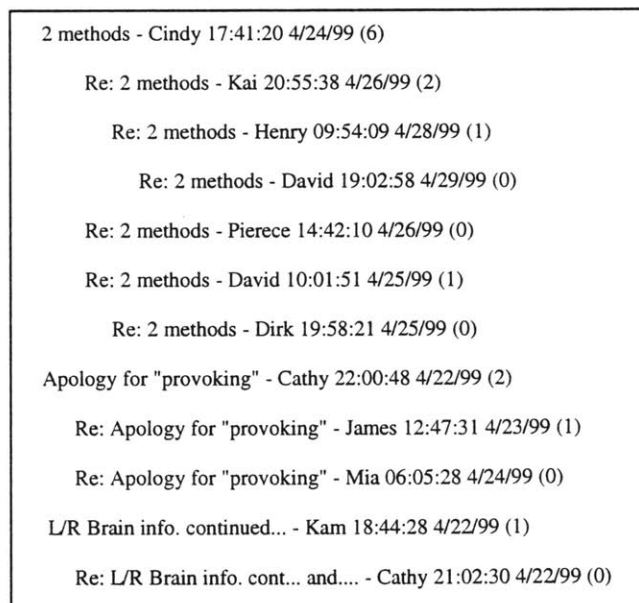 2 methods - Cindy 17:41:20 4/24/99 (6)
Re: 2 methods - Kai 20:55:38 4/26/99 (2)
Re: 2 methods - Henry 09:54:09 4/28/99 (1)
Re: 2 methods - David 19:02:58 4/29/99 (0)
Re: 2 methods - Pierece 14:42:10 4/26/99 (0)
Re: 2 methods - David 10:01:51 4/25/99 (1)
Re: 2 methods - Dirk 19:58:21 4/25/99 (0)
Apology for "provoking" - Cathy 22:00:48 4/22/99 (2)
Re: Apology for "provoking" - James 12:47:31 4/23/99 (1)
Re: Apology for "provoking" - Mia 06:05:28 4/24/99 (0)
L/R Brain info. continued... - Kam 18:44:28 4/22/99 (1)
Re: L/R Brain info. cont... and.... - Cathy 21:02:30 4/22/99 (0)